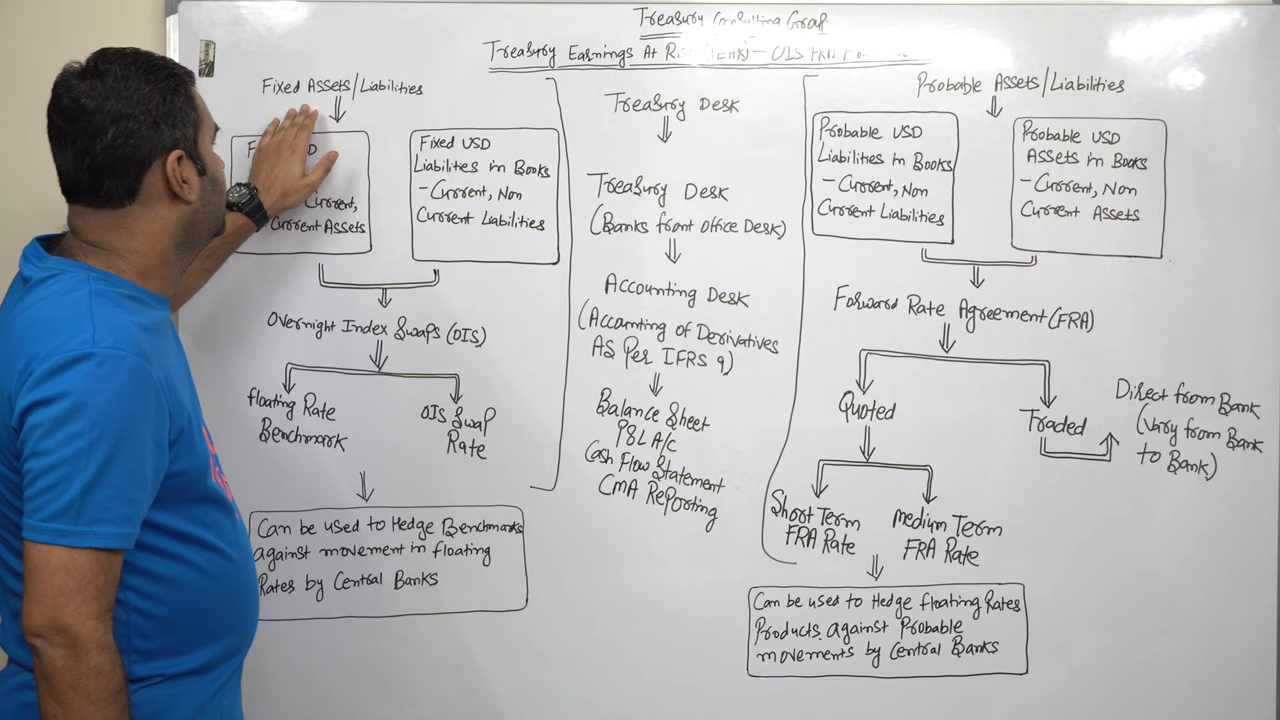 Treasury Consulting Group
Treasury Earnings At Risk (EAR) - OIS FRA
Fixed Assets/Liabilities
Current,
Current Assets
Fixed USD
Liabilities in Books
- Current, Non
Current Liabilities
Overnight Index Swaps (OIS)
floating Rate
Benchmark
OIS Swap
Rate
Can be used to Hedge Benchmarks
against movement in floating
Rates by Central Banks
Treasury Desk
Treasury Desk
(Banks front Office Desk)
Accounting Desk
(Accounting of Derivatives
As Per IFRS 9)
Balance Sheet
P&L A/C
Cash Flow Statement
CMA Reporting
Probable Assets/Liabilities
Probable USD
Liabilities in Books
- Current, Non
Current Liabilities
Probable USD
Assets in Books
- Current, Non
Current Assets
Forward Rate Agreement (FRA)
Quoted
Traded
Direct from Bank
(Vary from Bank
to Bank)
Short Term
FRA Rate
Medium Term
FRA Rate
Can be used to Hedge floating Rates
Products against Probable
movements by Central Banks